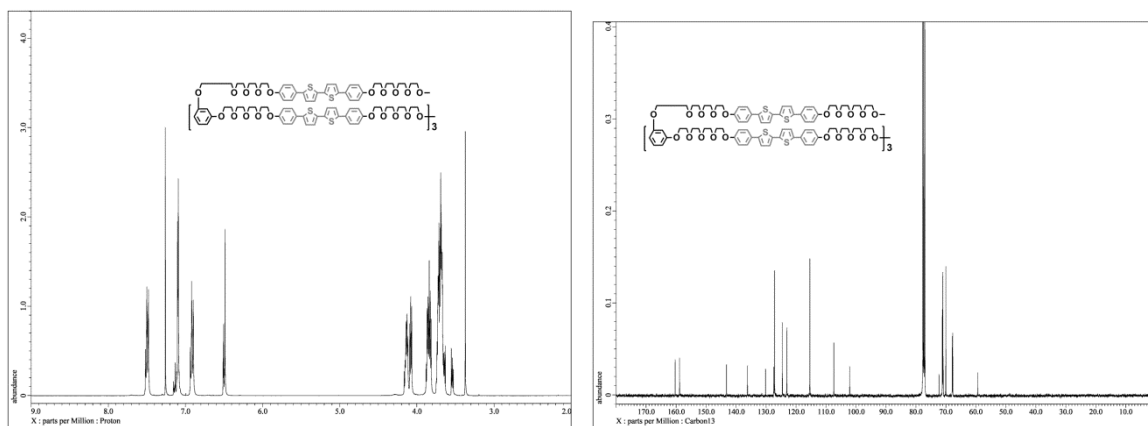 4.0
3.0
2.0
1.0
0
abundance
9.0 8.0 7.0 6.0 5.0 4.0 3.0 2.0
X : parts per Million : Proton
O O O O O S S O O O O O
O O O O O S S O O O O O 3
0.4
0.3
0.2
0.1
0
abundance
170.0 160.0 150.0 140.0 130.0 120.0 110.0 100.0 90.0 80.0 70.0 60.0 50.0 40.0 30.0 20.0 10.0 0
X : parts per Million : Carbon13